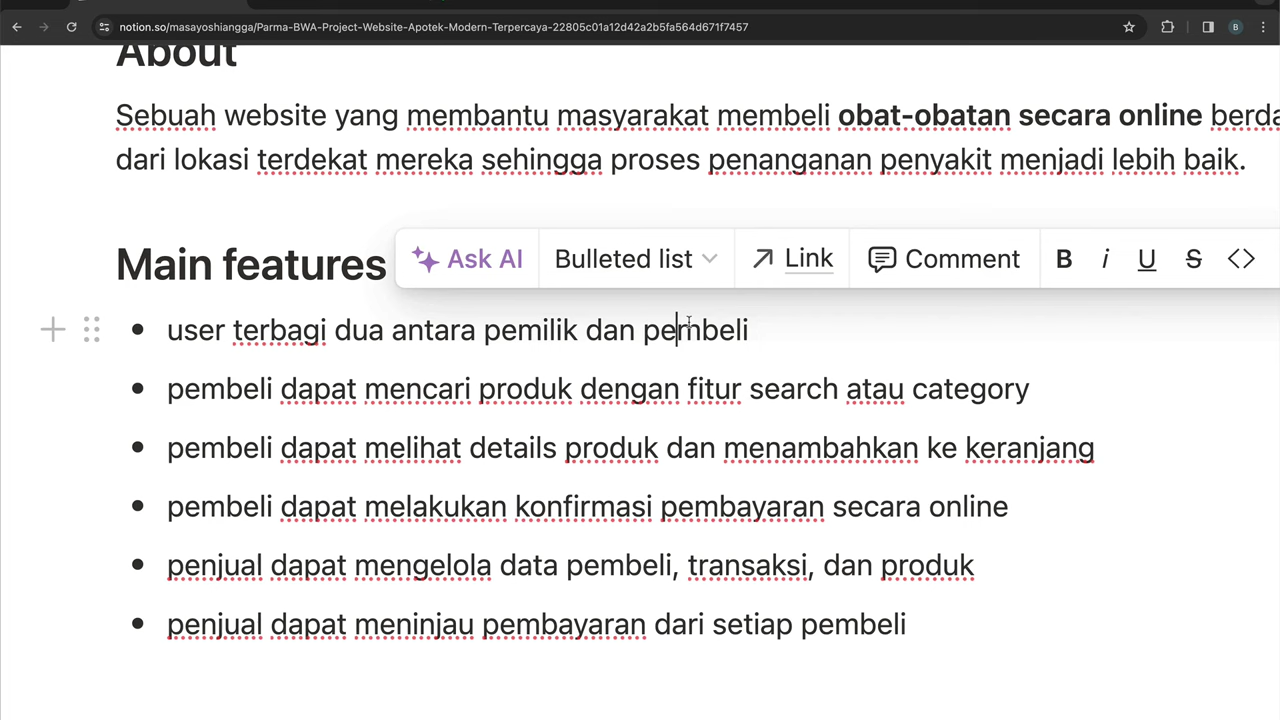 notion.so/masayoshiangga/Parma-BWA-Project-Website-Apotek-Modern-Terpercaya-22805c01a12d42a2b5fa564d671f7457
B
About
Sebuah website yang membantu masyarakat membeli obat-obatan secara online
dari lokasi terdekat mereka sehingga proses penanganan penyakit menjadi lebih baik.
Main features
Ask AI Bulleted list Link Comment B i U S <>
• user terbagi dua antara pemilik dan pembeli
• pembeli dapat mencari produk dengan fitur search atau category
• pembeli dapat melihat details produk dan menambahkan ke keranjang
• pembeli dapat melakukan konfirmasi pembayaran secara online
• penjual dapat mengelola data pembeli, transaksi, dan produk
• penjual dapat meninjau pembayaran dari setiap pembeli